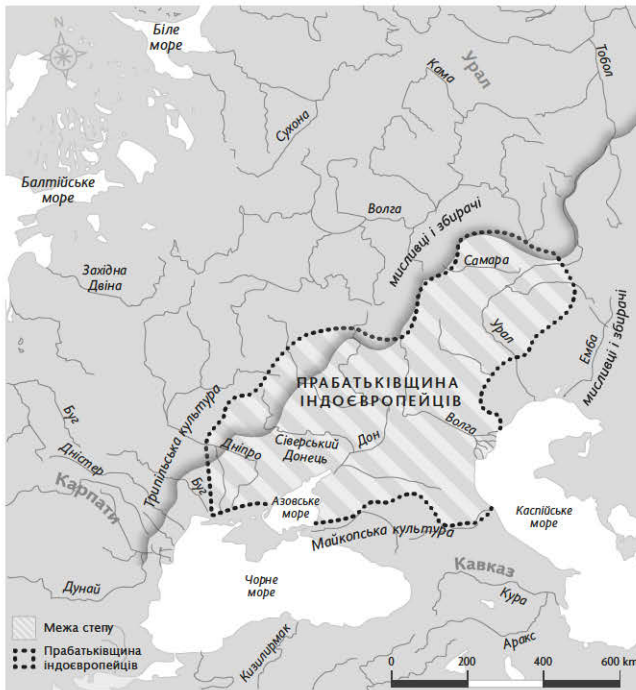 Біле
море
N
Урал
Тобол
Кама
Сухона
Балтійське
море
Волга
мисливці і збирачі
Західна
Двіна
Самара
Урал
Емба
мисливці і збирачі
ПРАБАТЬКІВЩИНА
ІНДОЄВРОПЕЙЦІВ
Трипільська культура
Буг
Дністер
Карпати
Дніпро
Сіверський
Донець
Дон
Волга
Буг
Азовське
море
Майкопська культура
Каспійське
море
Дунай
Чорне
море
Кавказ
Кура
Аракс
Кизилирмак
Межа степу
Прабатьківщина
індоєвропейців
0 200 400 600 km